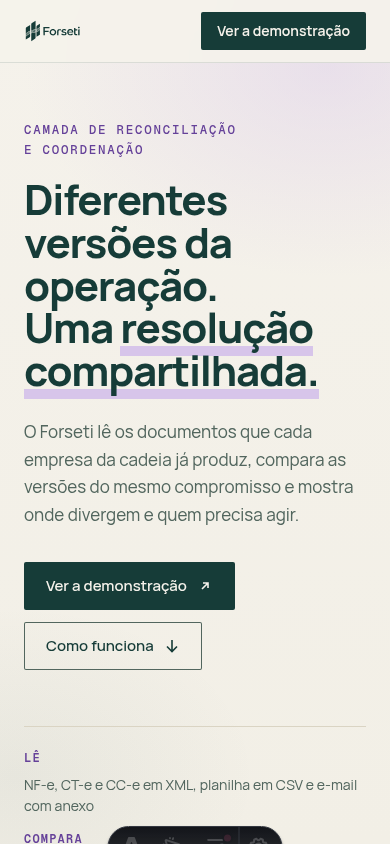 Forseti
Ver a demonstração
CAMADA DE RECONCILIAÇÃO
E COORDENAÇÃO
Diferentes
versões da
operação.
Uma resolução
compartilhada.
O Forseti lê os documentos que cada
empresa da cadeia já produz, compara as
versões do mesmo compromisso e mostra
onde divergem e quem precisa agir.
Ver a demonstração
Como funciona
LÊ
NF-e, CT-e e CC-e em XML, planilha em CSV e e-mail
com anexo
COMPARA